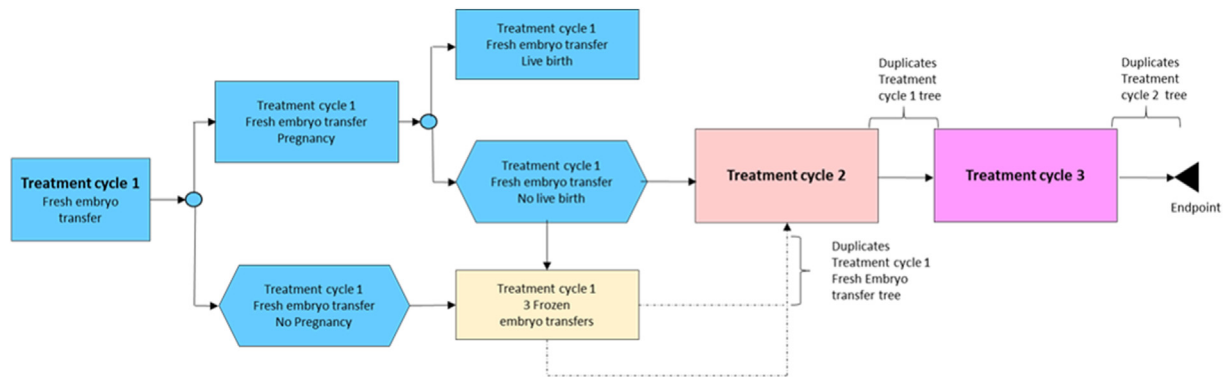 Treatment cycle 1
Fresh embryo transfer
Live birth
Duplicates
Treatment
cycle 1 tree
Duplicates
Treatment
cycle 2 tree
Treatment cycle 1
Fresh embryo transfer
Pregnancy
Treatment cycle 1
Fresh embryo
transfer
Treatment cycle 1
Fresh embryo transfer
No live birth
Treatment cycle 2
Treatment cycle 3
Endpoint
Duplicates
Treatment cycle 1
Fresh Embryo
transfer tree
Treatment cycle 1
Fresh embryo transfer
No Pregnancy
Treatment cycle 1
3 Frozen
embryo transfers